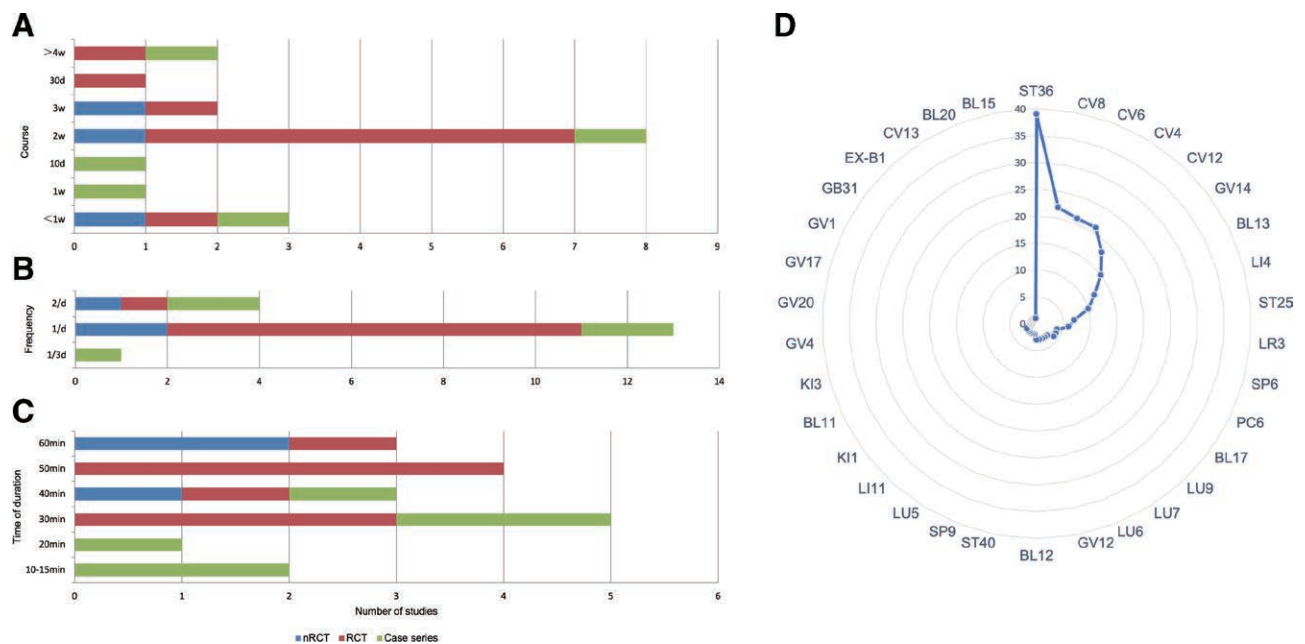 A
>4w
30d
3w
2w
10d
1w
<1w
Course
0 1 2 3 4 5 6 7 8 9
B
2/d
1/d
1/3d
Frequency
0 2 4 6 8 10 12 14
C
60min
50min
40min
30min
20min
10-15min
Time of duration
0 1 2 3 4 5 6
Number of studies
nRCT RCT Case series
D
ST36
CV8
CV6
CV4
CV12
GV14
BL13
LI4
ST25
LR3
SP6
PC6
BL17
LU9
LU7
LU6
GV12
BL12
ST40
SP9
LU5
LI11
KI1
BL11
KI3
GV4
GV20
GV17
GV1
GB31
EX-B1
CV13
BL20
BL15
40
35
30
25
20
15
10
5
0